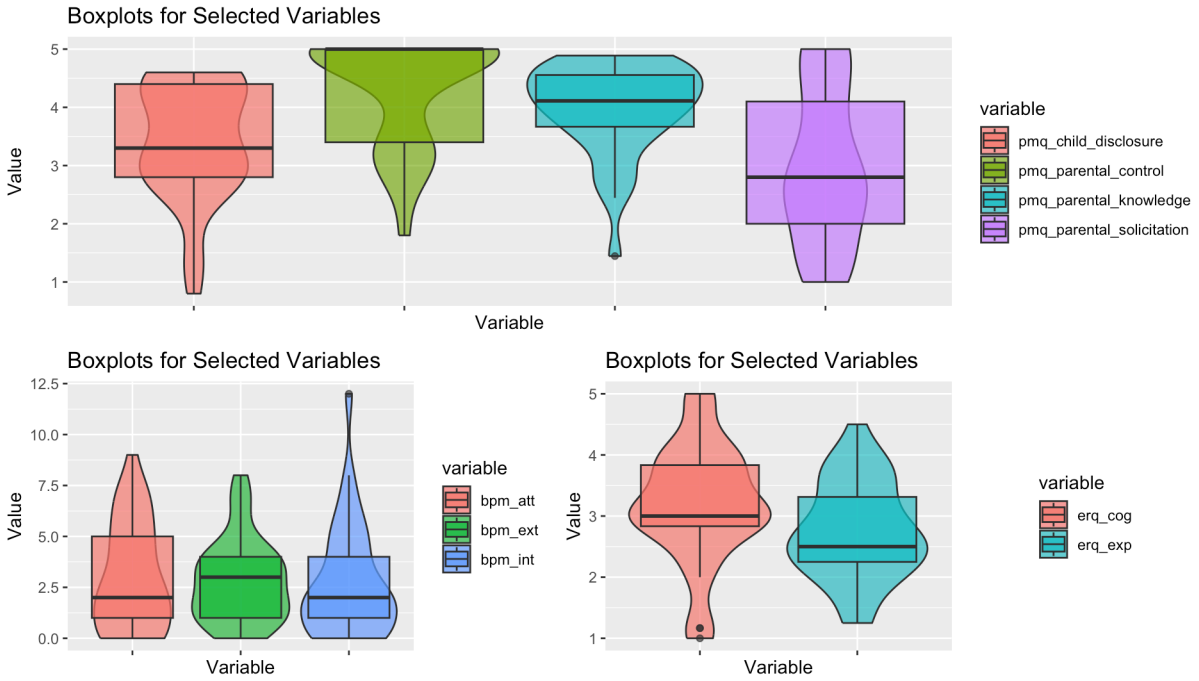 Boxplots for Selected Variables
Value
5
4
3
2
1
Variable
variable
pmq_child_disclosure
pmq_parental_control
pmq_parental_knowledge
pmq_parental_solicitation
Boxplots for Selected Variables
Value
12.5
10.0
7.5
5.0
2.5
0.0
Variable
variable
bpm_att
bpm_ext
bpm_int
Boxplots for Selected Variables
Value
5
4
3
2
1
Variable
variable
erq_cog
erq_exp